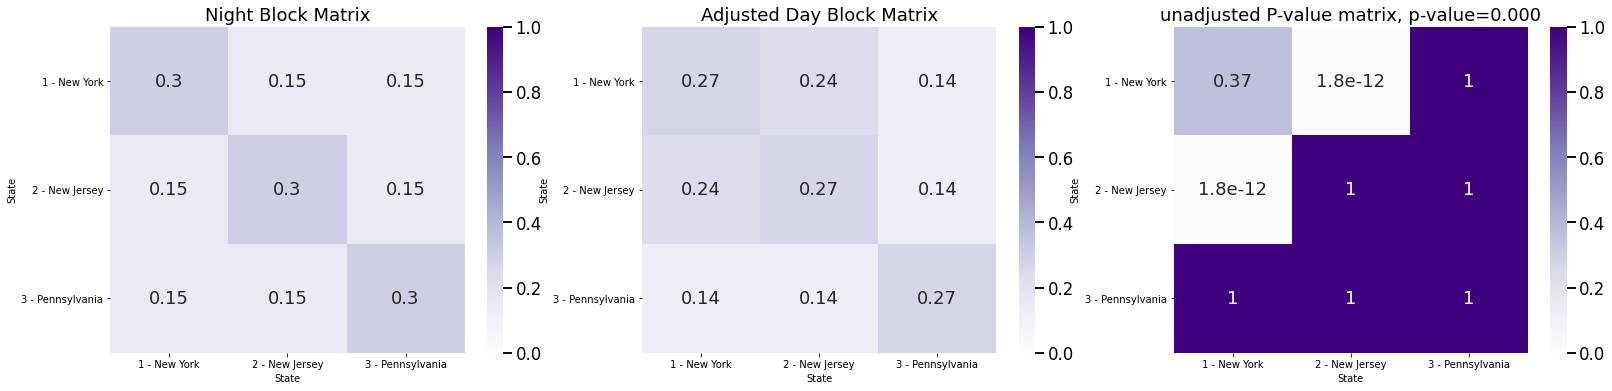 Night Block Matrix
1 - New York
2 - New Jersey
3 - Pennsylvania
State
0.3 0.15 0.15
0.15 0.3 0.15
0.15 0.15 0.3
1 - New York 2 - New Jersey 3 - Pennsylvania
State
1.0
0.8
0.6
0.4
0.2
0.0
Adjusted Day Block Matrix
1 - New York
2 - New Jersey
3 - Pennsylvania
State
0.27 0.24 0.14
0.24 0.27 0.14
0.14 0.14 0.27
1 - New York 2 - New Jersey 3 - Pennsylvania
State
1.0
0.8
0.6
0.4
0.2
0.0
unadjusted P-value matrix, p-value=0.000
1 - New York
2 - New Jersey
3 - Pennsylvania
State
0.37 1.8e-12 1
1.8e-12 1 1
1 1 1
1 - New York 2 - New Jersey 3 - Pennsylvania
State
1.0
0.8
0.6
0.4
0.2
0.0